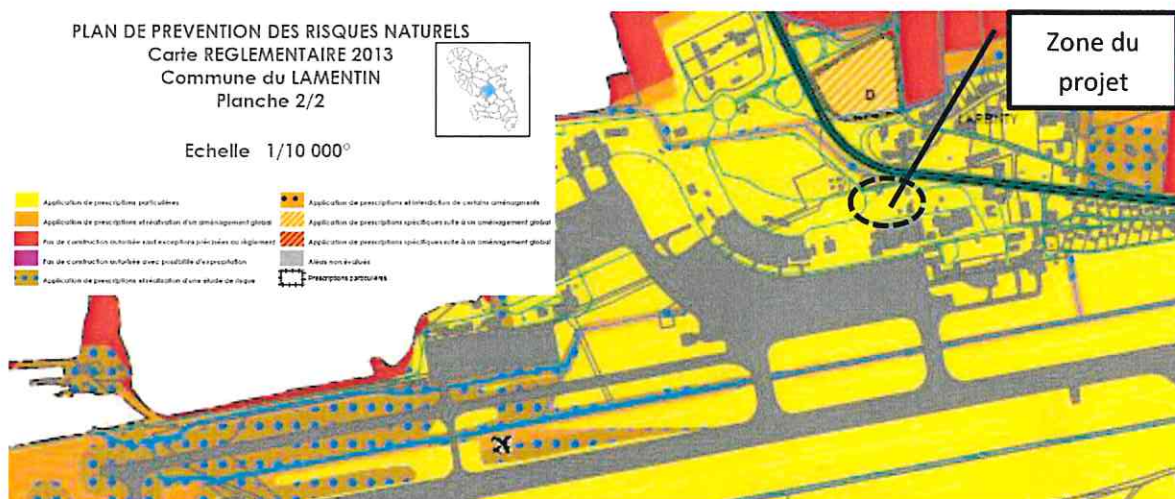 PLAN DE PREVENTION DES RISQUES NATURELS
Carte REGLEMENTAIRE 2013
Commune du LAMENTIN
Planche 2/2
Echelle 1/10 000°
Application de prescriptions particulières
Application de prescriptions et réalisation d'un aménagement global
Pas de construction autorisée sauf exceptions précisées au règlement
Pas de construction autorisée avec possibilité d'expropriation
Application de prescriptions et réalisation d'une étude de risque
Application de prescriptions et interdiction de certains aménagements
Application de prescriptions spécifiques suite à un aménagement global
Application de prescriptions spécifiques suite à un aménagement global
Aléas non évalués
Prescriptions particulières
Zone du
projet
D
LARENTY